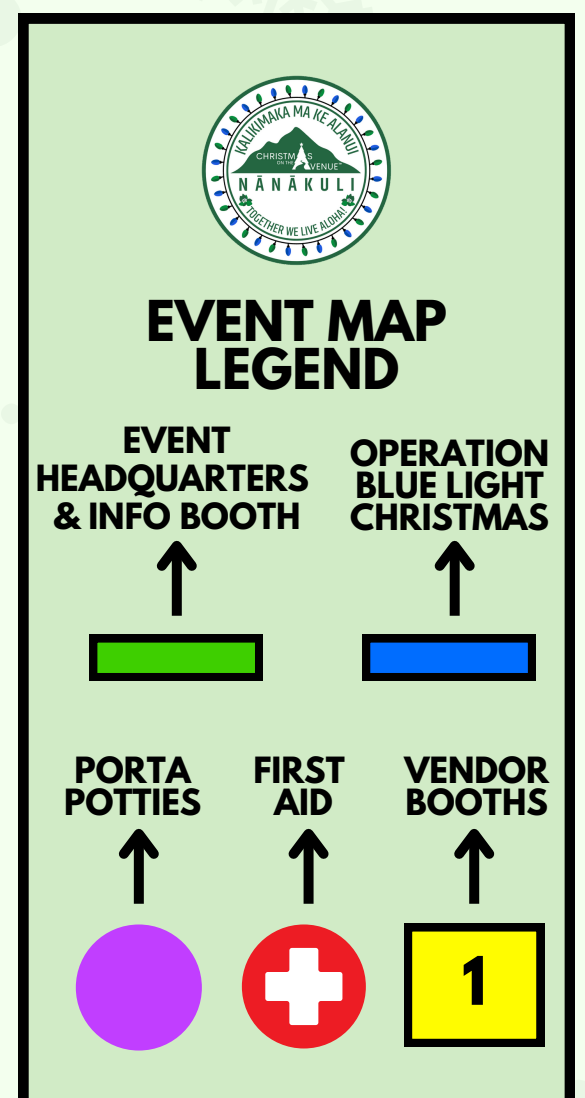 KALIKIMAKA MA KE ALANUI
CHRISTMAS
ON THE AVENUE™
NĀNĀKULI
TOGETHER WE LIVE ALOHA!
EVENT MAP
LEGEND
EVENT
HEADQUARTERS
& INFO BOOTH
OPERATION
BLUE LIGHT
CHRISTMAS
PORTA
POTTIES
FIRST
AID
VENDOR
BOOTHS
1